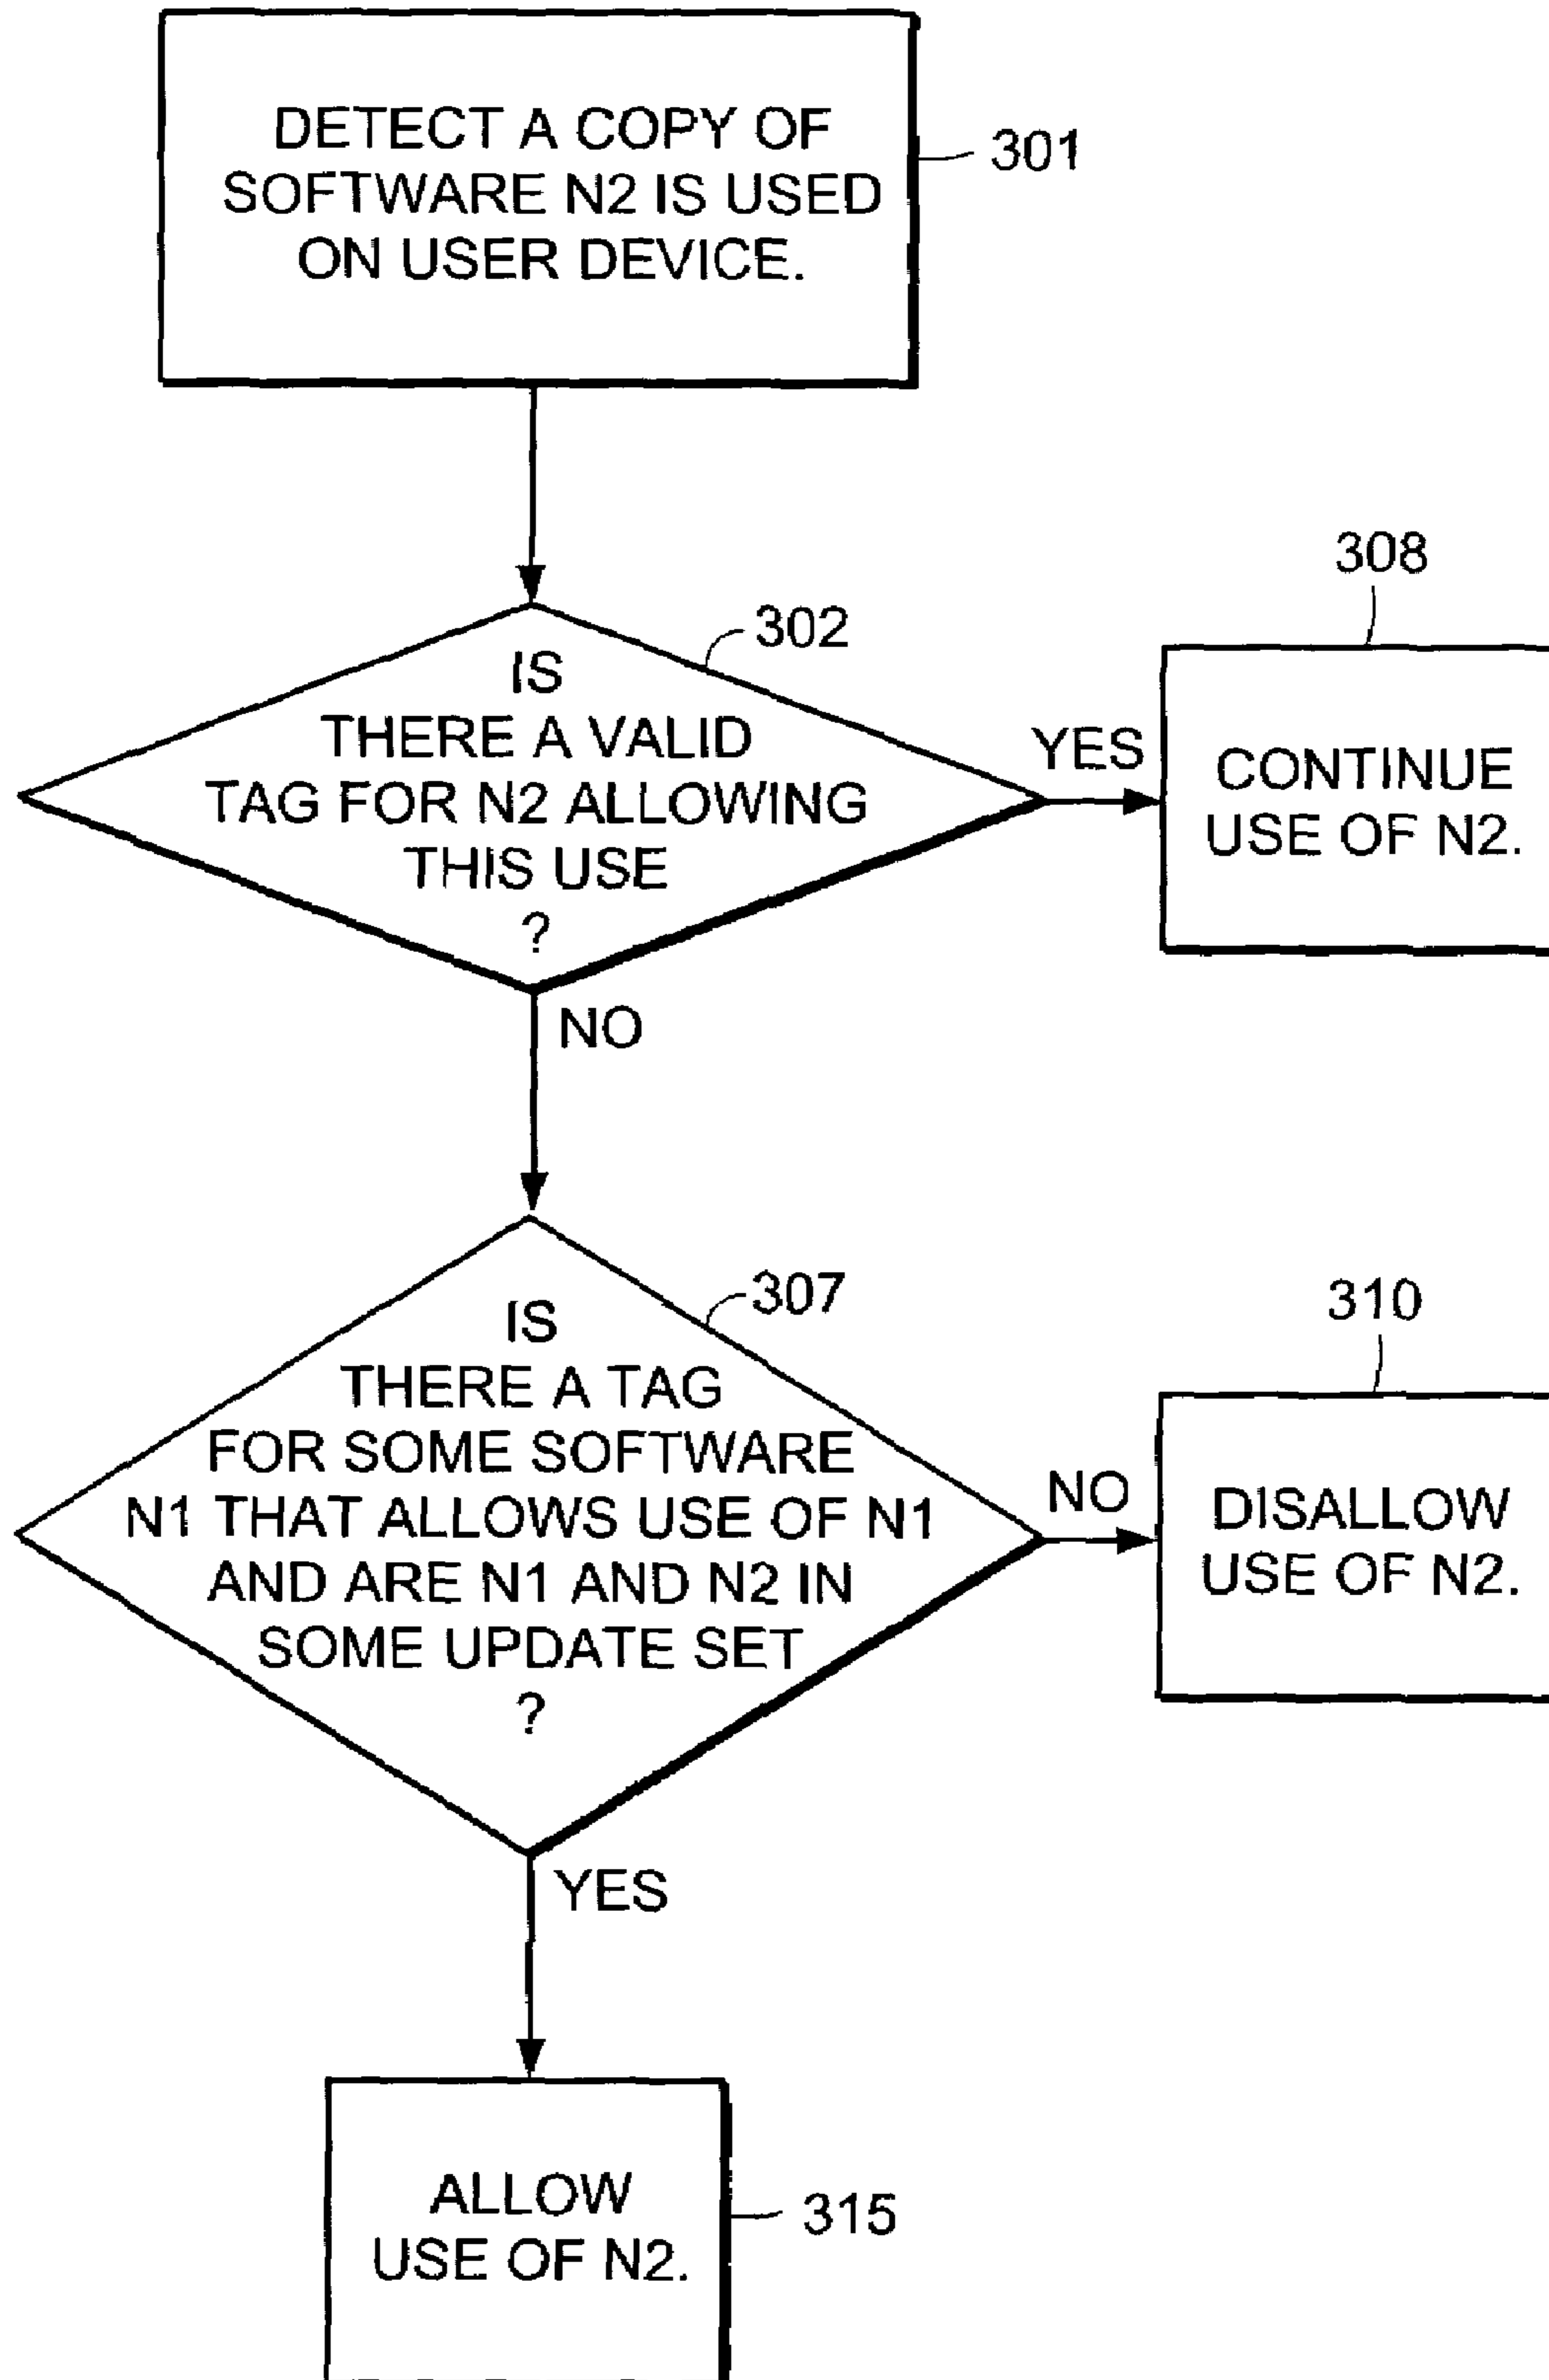 DETECT A COPY OF
SOFTWARE N2 IS USED
ON USER DEVICE.
301
302
IS
THERE A VALID
TAG FOR N2 ALLOWING
THIS USE
?
YES
308
CONTINUE
USE OF N2.
NO
307
IS
THERE A TAG
FOR SOME SOFTWARE
N1 THAT ALLOWS USE OF N1
AND ARE N1 AND N2 IN
SOME UPDATE SET
?
NO
310
DISALLOW
USE OF N2.
YES
ALLOW
USE OF N2.
315